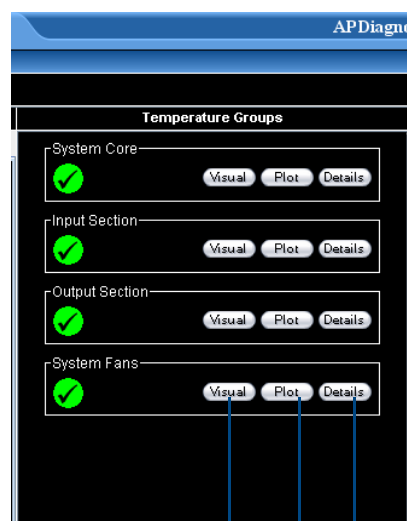 APDiagn
Temperature Groups
System Core
Visual Plot Details
Input Section
Visual Plot Details
Output Section
Visual Plot Details
System Fans
Visual Plot Details